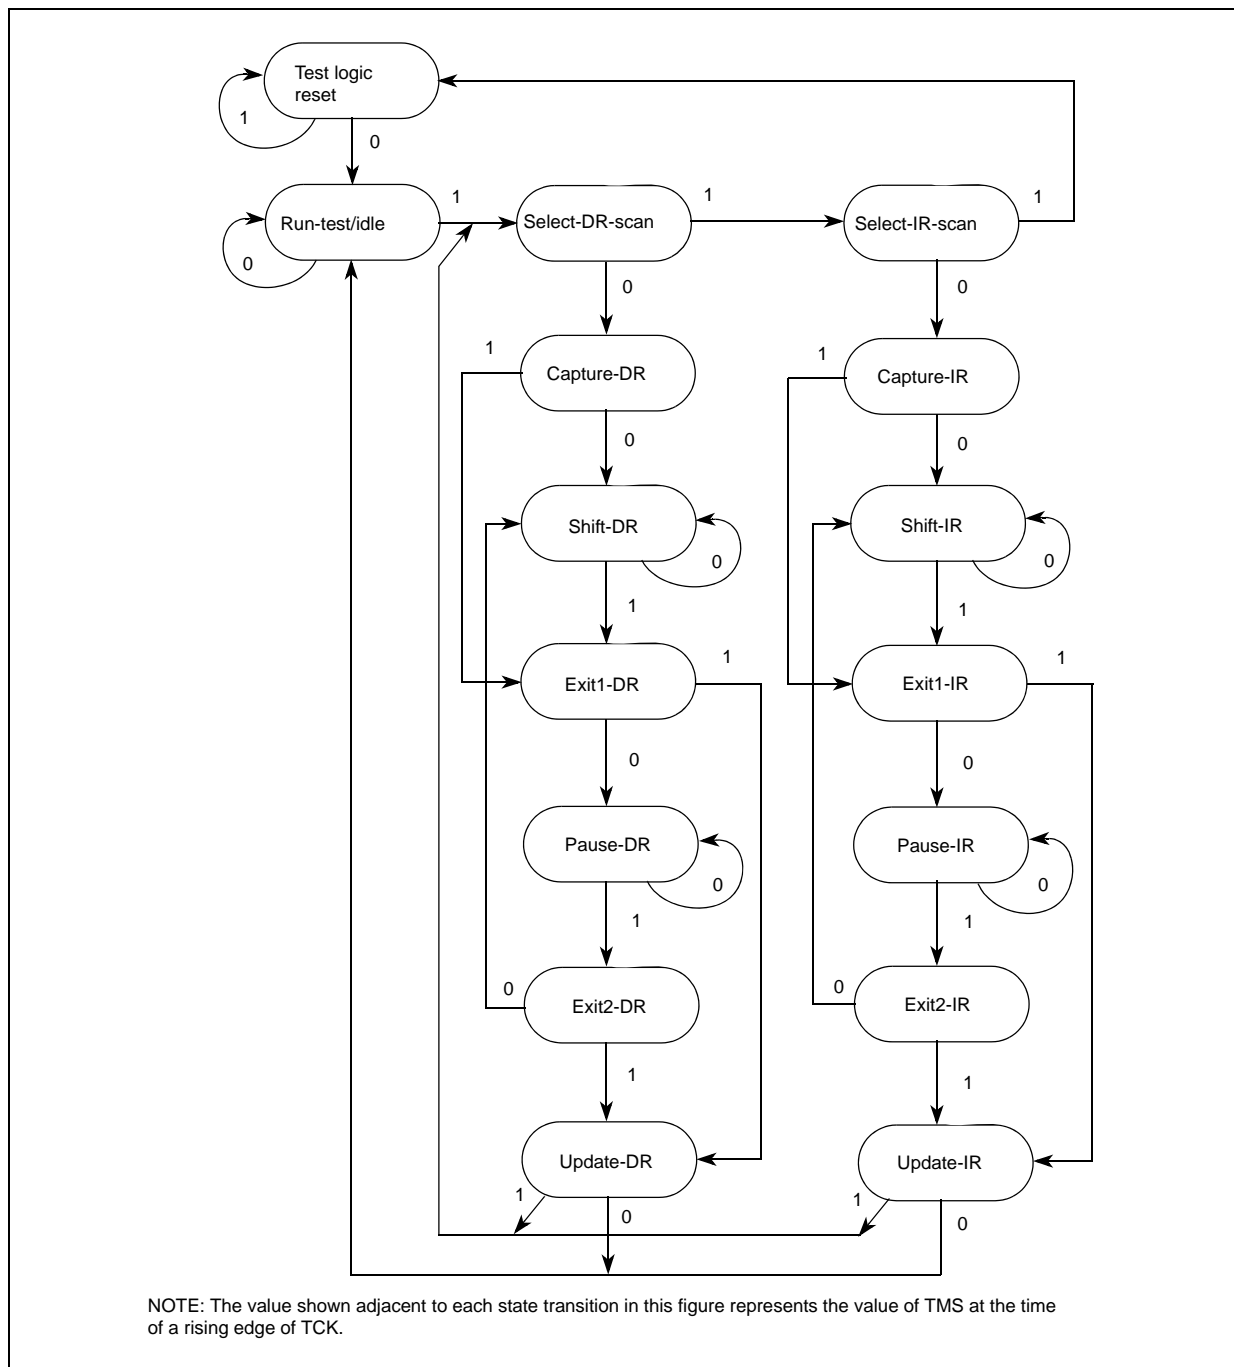 Test logic
reset
1
0
Run-test/idle
1
Select-DR-scan
1
Select-IR-scan
1
0
0
0
1
Capture-DR
1
Capture-IR
0
0
Shift-DR
0
Shift-IR
0
1
1
Exit1-DR
1
Exit1-IR
1
0
0
Pause-DR
0
Pause-IR
0
1
1
0
Exit2-DR
0
Exit2-IR
1
1
Update-DR
Update-IR
1
0
1
0
NOTE: The value shown adjacent to each state transition in this figure represents the value of TMS at the time
of a rising edge of TCK.